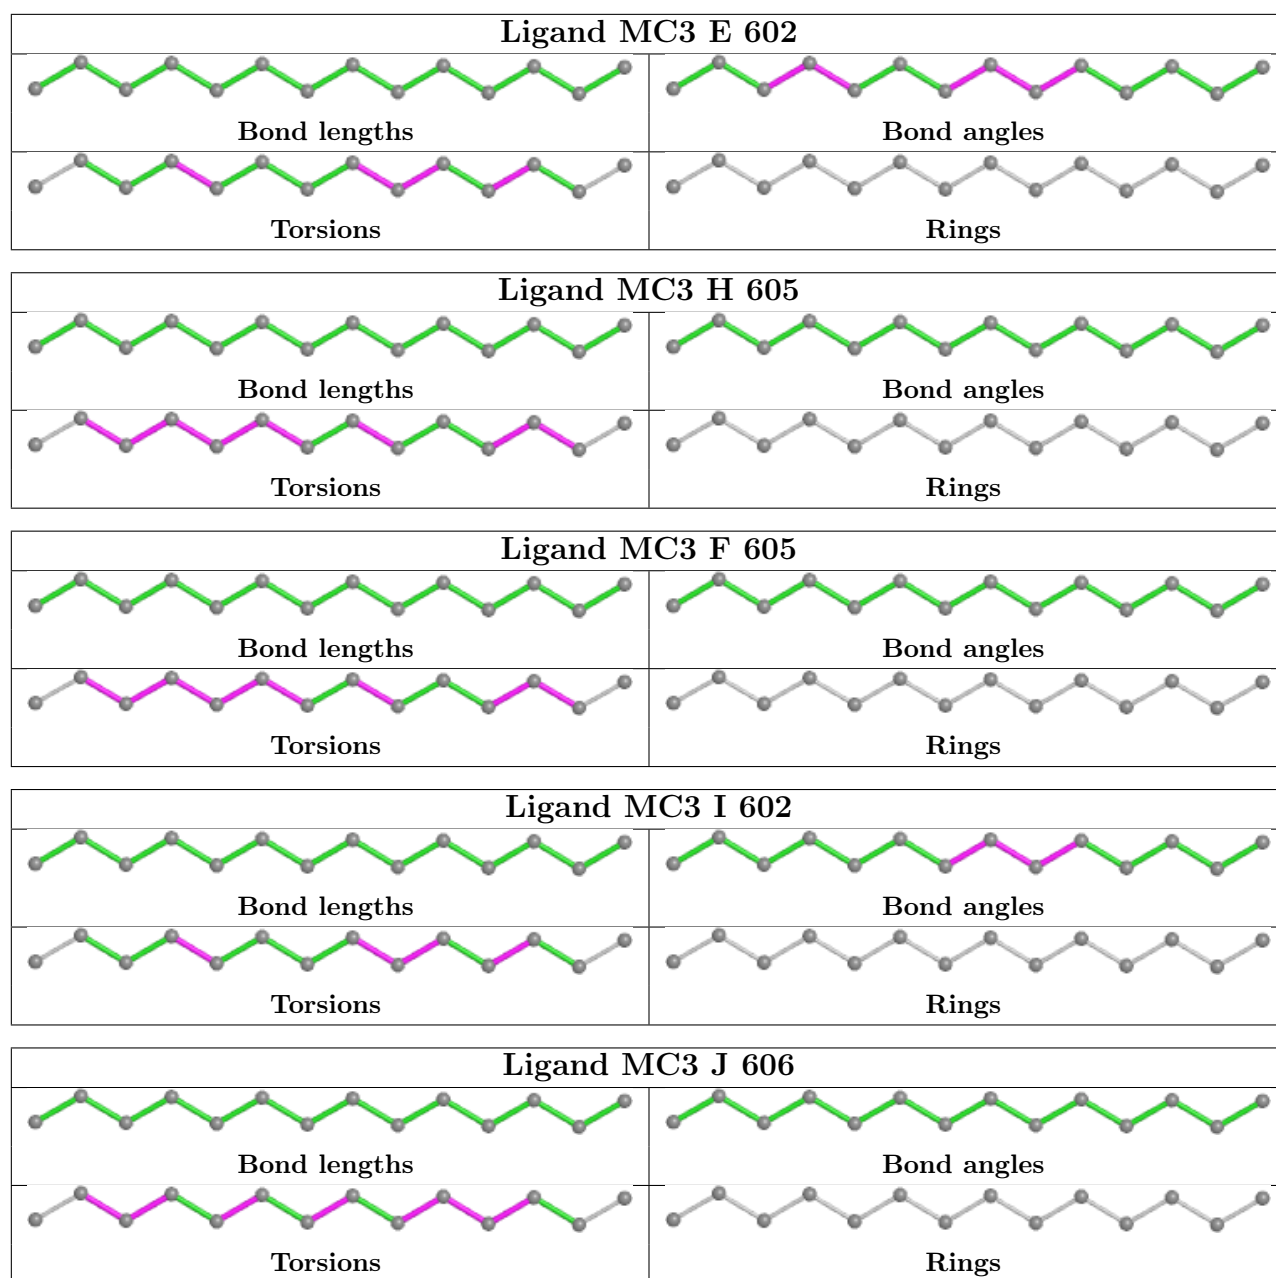 Ligand MC3 E 602
Bond lengths
Bond angles
Torsions
Rings
Ligand MC3 H 605
Bond lengths
Bond angles
Torsions
Rings
Ligand MC3 F 605
Bond lengths
Bond angles
Torsions
Rings
Ligand MC3 I 602
Bond lengths
Bond angles
Torsions
Rings
Ligand MC3 J 606
Bond lengths
Bond angles
Torsions
Rings